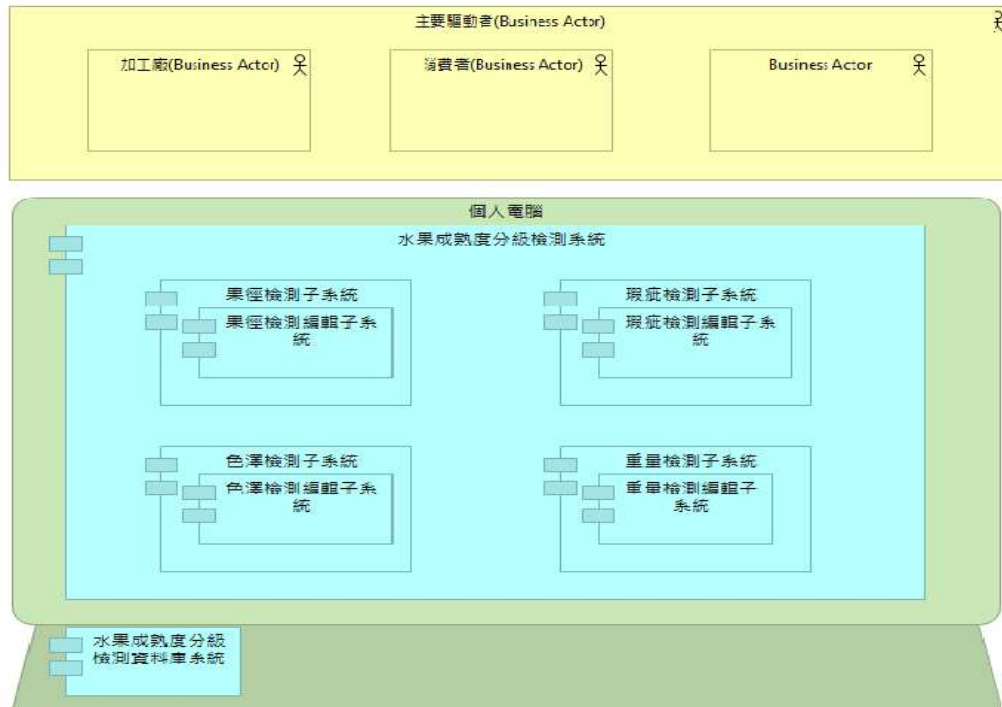 主要驅動者(Business Actor)
加工廠(Business Actor)
消費者(Business Actor)
Business Actor
個人電腦
水果成熟度分級檢測系統
果徑檢測子系統
果徑檢測編輯子系
統
瑕疵檢測子系統
瑕疵檢測編輯子系
統
色澤檢測子系統
色澤檢測編輯子系
統
重量檢測子系統
重量檢測編輯子
系統
水果成熟度分級
檢測資料庫系統